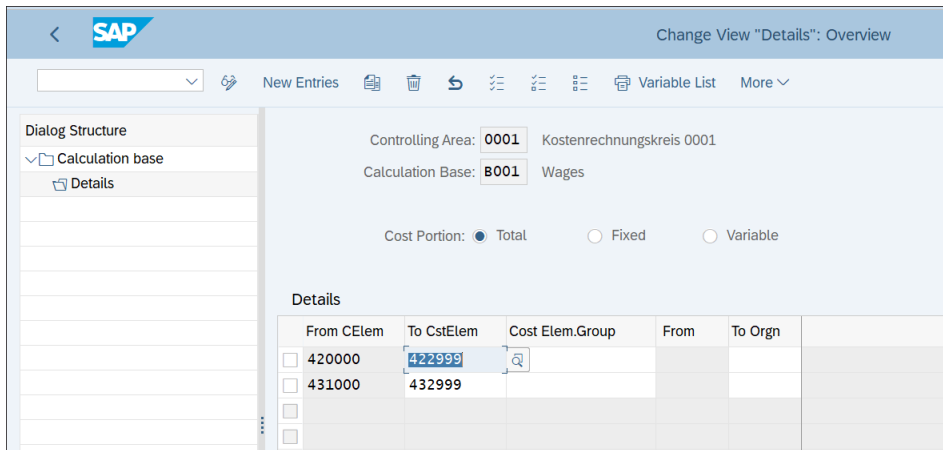 SAP
Change View "Details": Overview
New Entries
Variable List
More
Dialog Structure
Calculation base
Details
Controlling Area: 0001 Kostenrechnungskreis 0001
Calculation Base: B001 Wages
Cost Portion: Total Fixed Variable
Details
From CElem To CstElem Cost Elem.Group From To Orgn
420000 422999
431000 432999